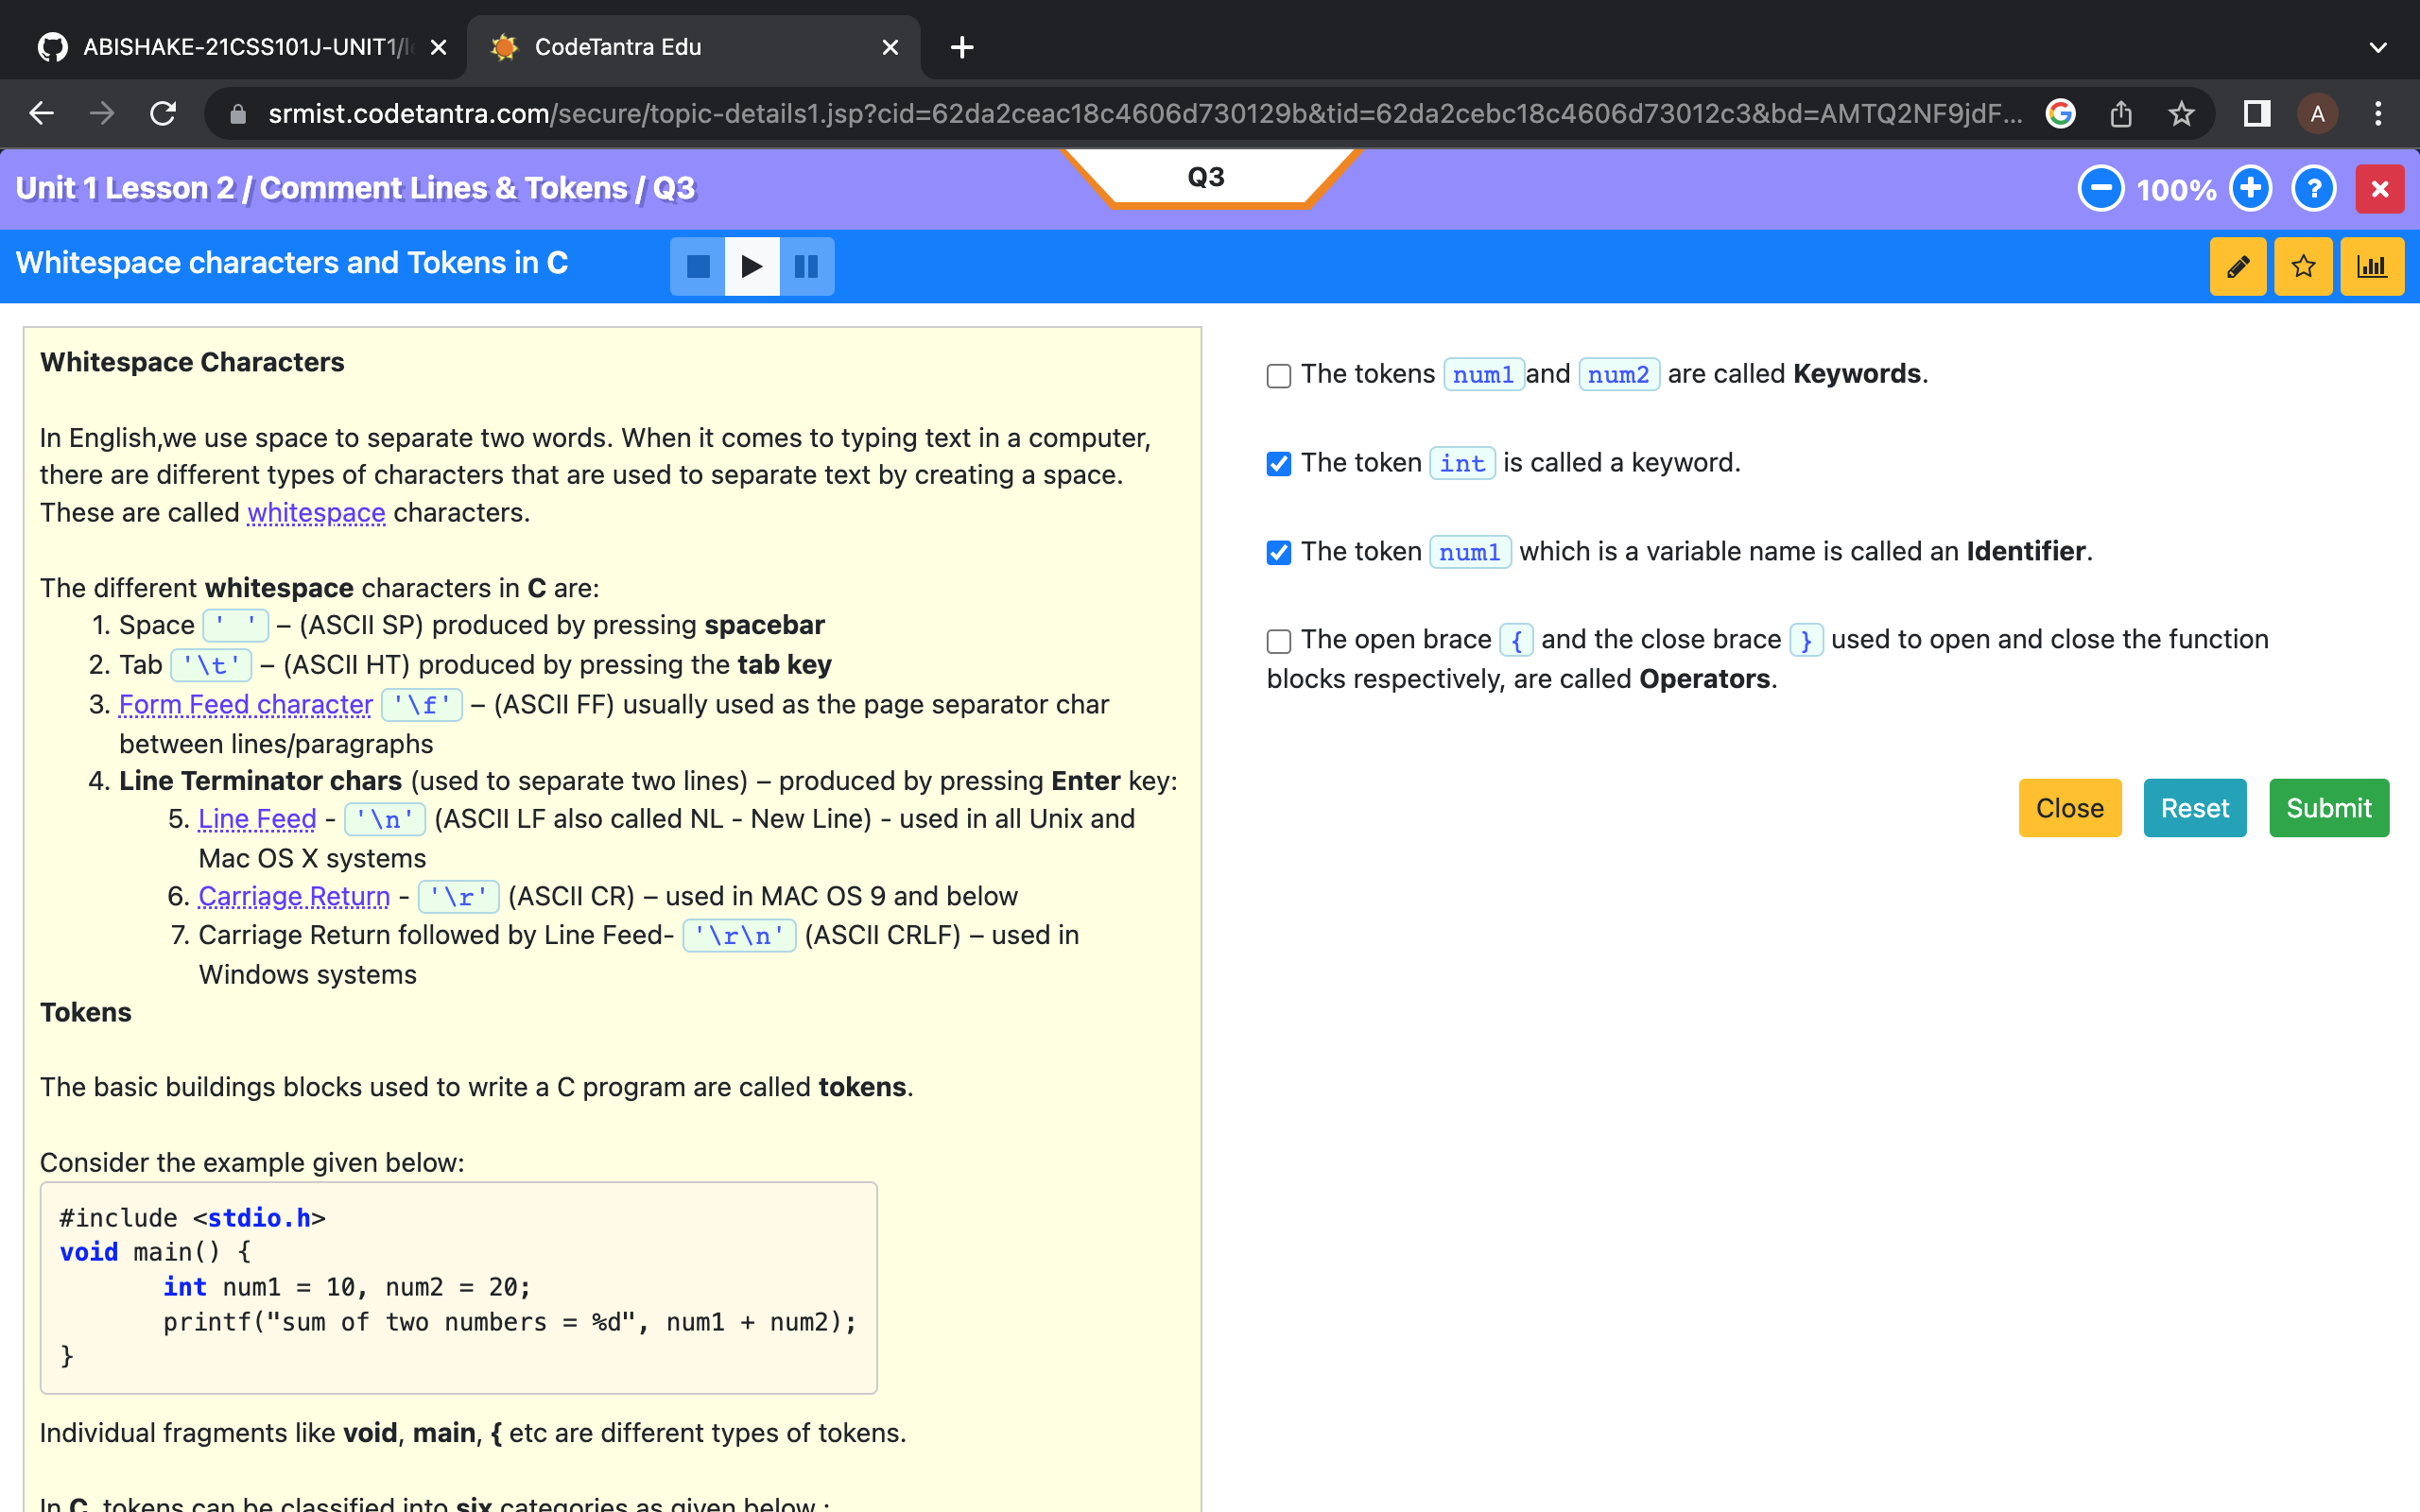 ABISHAKE-21CSS101J-UNIT1/l
CodeTantra Edu
srmist.codetantra.com/secure/topic-details1.jsp?cid=62da2ceac18c4606d730129b&tid=62da2cebc18c4606d73012c3&bd=AMTQ2NF9jdF...
A
Unit 1 Lesson 2 / Comment Lines & Tokens / Q3
Q3
100%
?
Whitespace characters and Tokens in C
Whitespace Characters
In English,we use space to separate two words. When it comes to typing text in a computer,
there are different types of characters that are used to separate text by creating a space.
These are called whitespace characters.
The different whitespace characters in C are:
1. Space ' ' – (ASCII SP) produced by pressing spacebar
2. Tab '\t' – (ASCII HT) produced by pressing the tab key
3. Form Feed character '\f' – (ASCII FF) usually used as the page separator char
between lines/paragraphs
4. Line Terminator chars (used to separate two lines) – produced by pressing Enter key:
5. Line Feed - '\n' (ASCII LF also called NL - New Line) - used in all Unix and
Mac OS X systems
6. Carriage Return - '\r' (ASCII CR) – used in MAC OS 9 and below
7. Carriage Return followed by Line Feed- '\r\n' (ASCII CRLF) – used in
Windows systems
Tokens
The basic buildings blocks used to write a C program are called tokens.
Consider the example given below:
#include <stdio.h>
void main() {
int num1 = 10, num2 = 20;
printf("sum of two numbers = %d", num1 + num2);
}
Individual fragments like void, main, { etc are different types of tokens.
In C, tokens can be classified into six categories as given below :
The tokens num1 and num2 are called Keywords.
The token int is called a keyword.
The token num1 which is a variable name is called an Identifier.
The open brace { and the close brace } used to open and close the function
blocks respectively, are called Operators.
Close
Reset
Submit